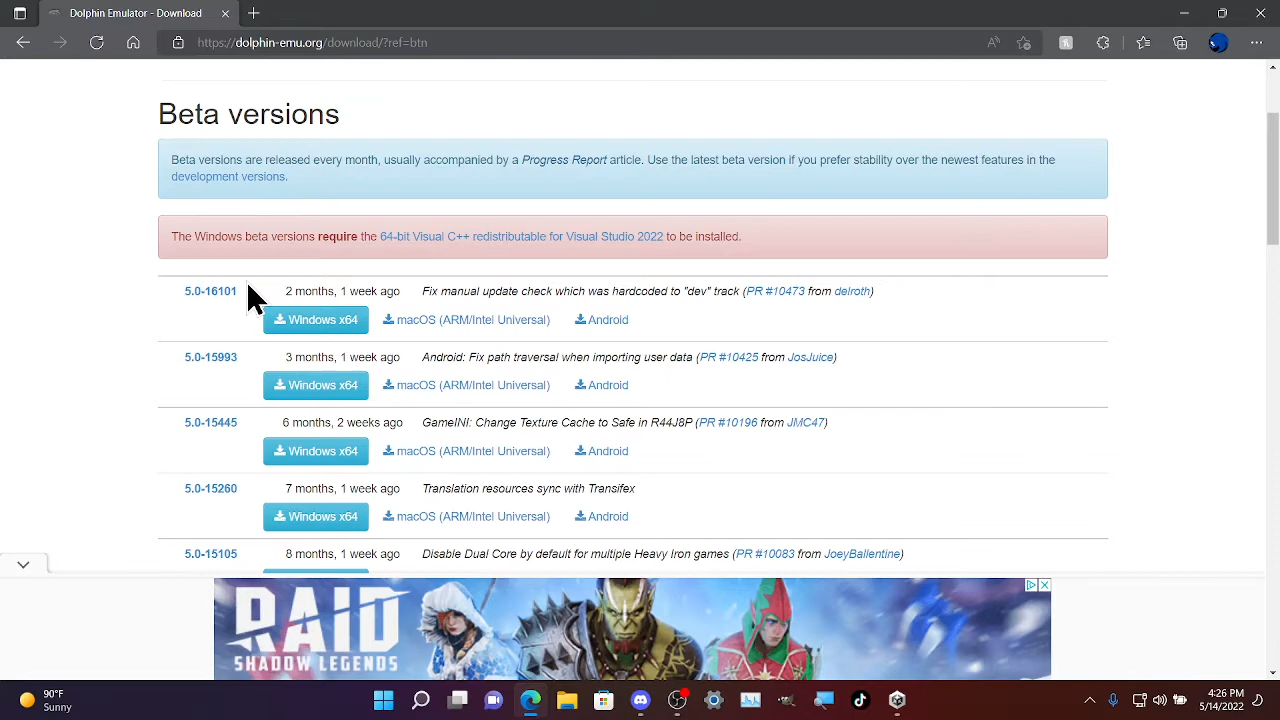 Dolphin Emulator - Download
https://dolphin-emu.org/download/?ref=btn
Beta versions
Beta versions are released every month, usually accompanied by a Progress Report article. Use the latest beta version if you prefer stability over the newest features in the
development versions.
The Windows beta versions require the 64-bit Visual C++ redistributable for Visual Studio 2022 to be installed.
5.0-16101 2 months, 1 week ago Fix manual update check which was hardcoded to "dev" track (PR #10473 from delroth)
Windows x64 macOS (ARM/Intel Universal) Android
5.0-15993 3 months, 1 week ago Android: Fix path traversal when importing user data (PR #10425 from JosJuice)
Windows x64 macOS (ARM/Intel Universal) Android
5.0-15445 6 months, 2 weeks ago GameINI: Change Texture Cache to Safe in R44J8P (PR #10196 from JMC47)
Windows x64 macOS (ARM/Intel Universal) Android
5.0-15260 7 months, 1 week ago Translation resources sync with Transifex
Windows x64 macOS (ARM/Intel Universal) Android
5.0-15105 8 months, 1 week ago Disable Dual Core by default for multiple Heavy Iron games (PR #10083 from JoeyBallentine)
RAID
SHADOW LEGENDS
90°F
Sunny
4:26 PM
5/14/2022